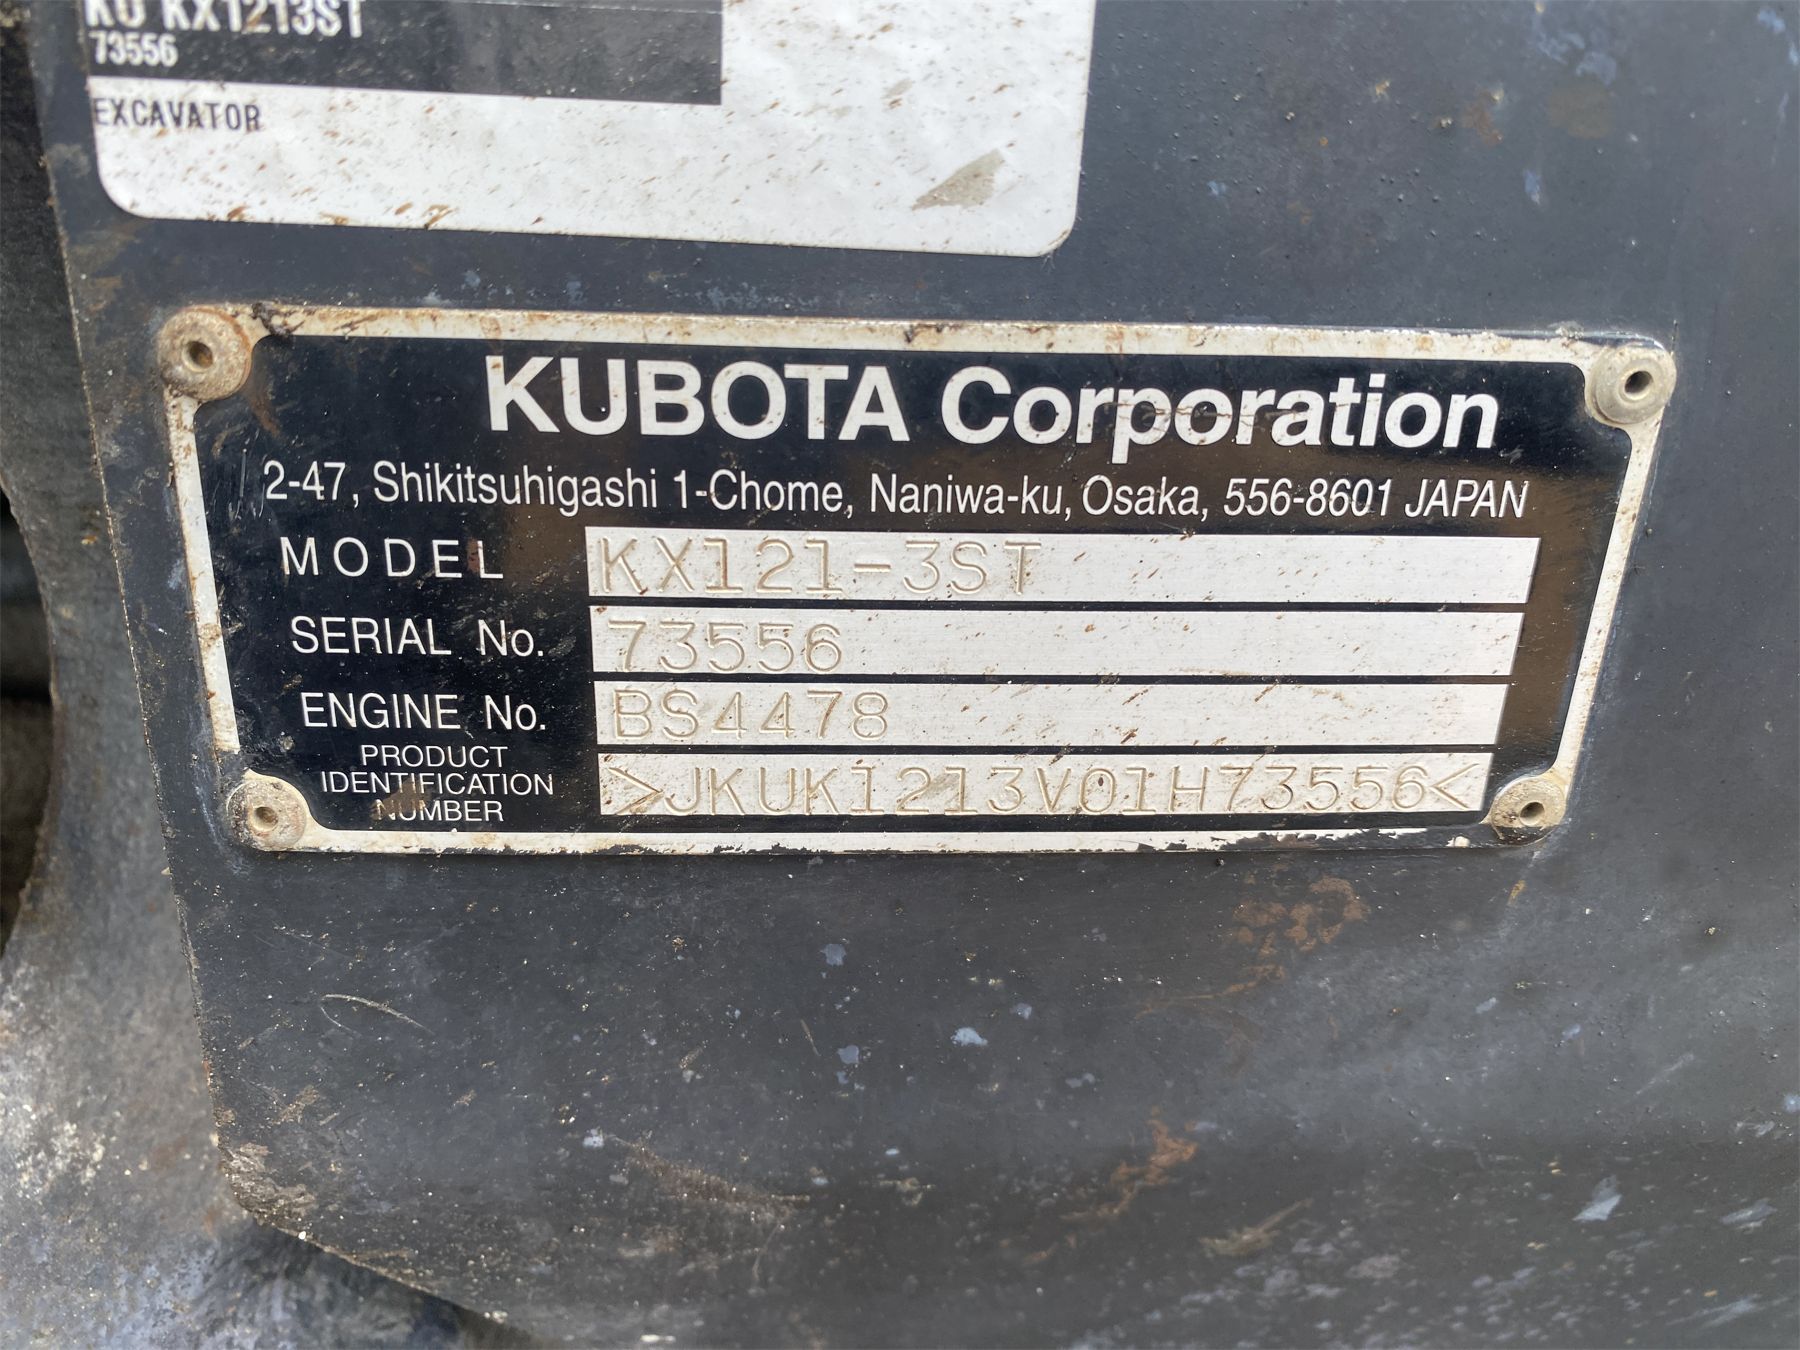 KU KX1213ST
73556
EXCAVATOR
KUBOTA Corporation
2-47, Shikitsuhigashi 1-Chome, Naniwa-ku, Osaka, 556-8601 JAPAN
MODEL KX121-3ST
SERIAL No. 73556
ENGINE No. BS4478
PRODUCT
IDENTIFICATION
NUMBER
>JKUK1213V01H73556<